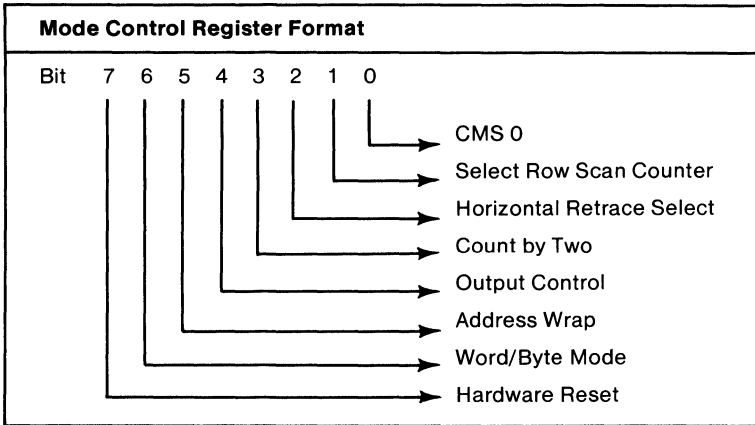 Mode Control Register Format
Bit 7 6 5 4 3 2 1 0
CMS 0
Select Row Scan Counter
Horizontal Retrace Select
Count by Two
Output Control
Address Wrap
Word/Byte Mode
Hardware Reset